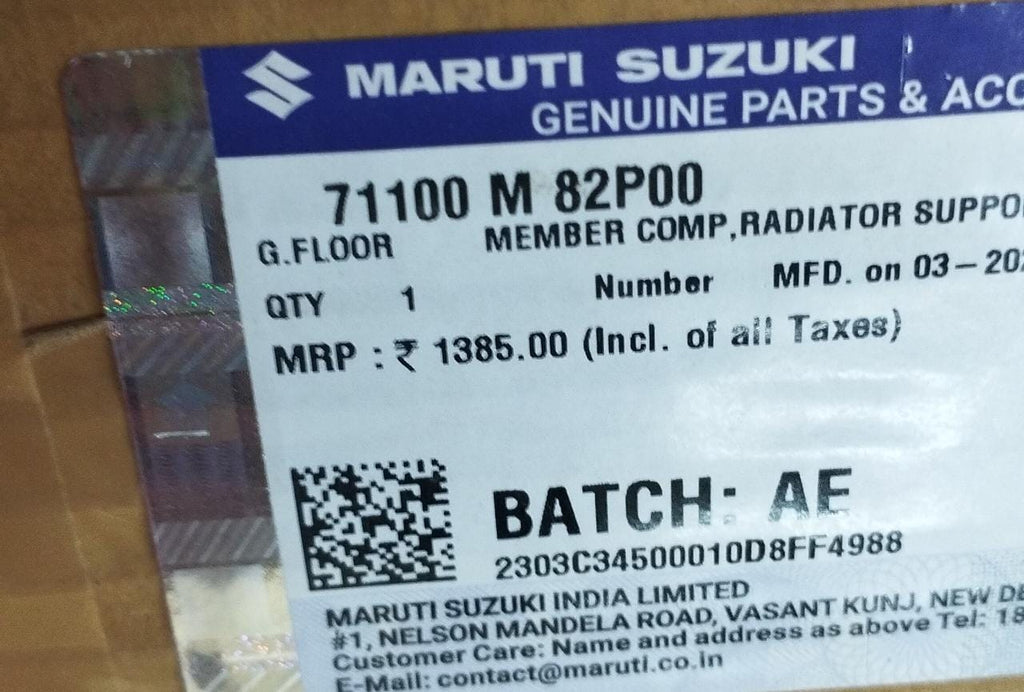 MARUTI SUZUKI
GENUINE PARTS & ACC
71100 M 82P00
G.FLOOR MEMBER COMP,RADIATOR SUPPO
QTY 1 Number MFD. on 03-202
MRP : ₹ 1385.00 (Incl. of all Taxes)
BATCH: AE
2303C34500010D8FF4988
MARUTI SUZUKI INDIA LIMITED
#1, NELSON MANDELA ROAD, VASANT KUNJ, NEW DE
Customer Care: Name and address as above Tel: 18
E-Mail: contact@maruti.co.in